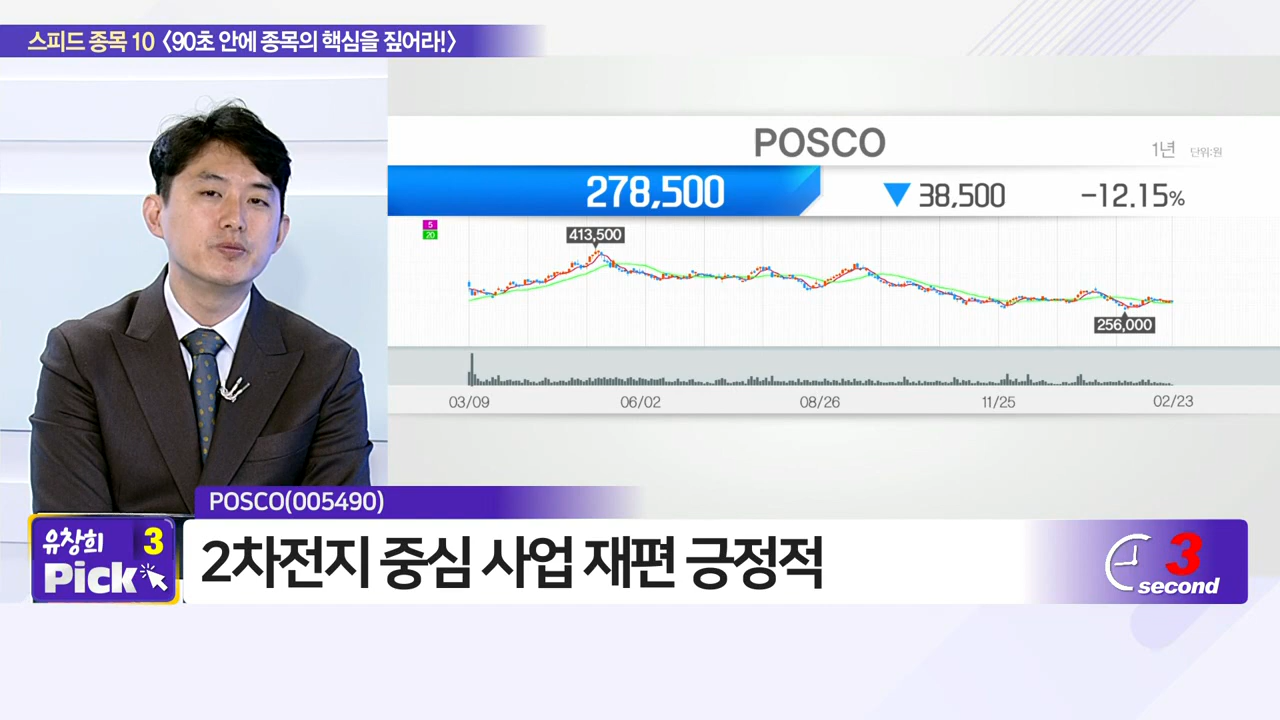 스피드 종목 10 〈90초 안에 종목의 핵심을 짚어라!〉
POSCO
1년 단위:원
278,500 ▼ 38,500 -12.15%
5
20
413,500
256,000
03/09 06/02 08/26 11/25 02/23
POSCO(005490)
유창희 3
Pick
2차전지 중심 사업 재편 긍정적
3
second